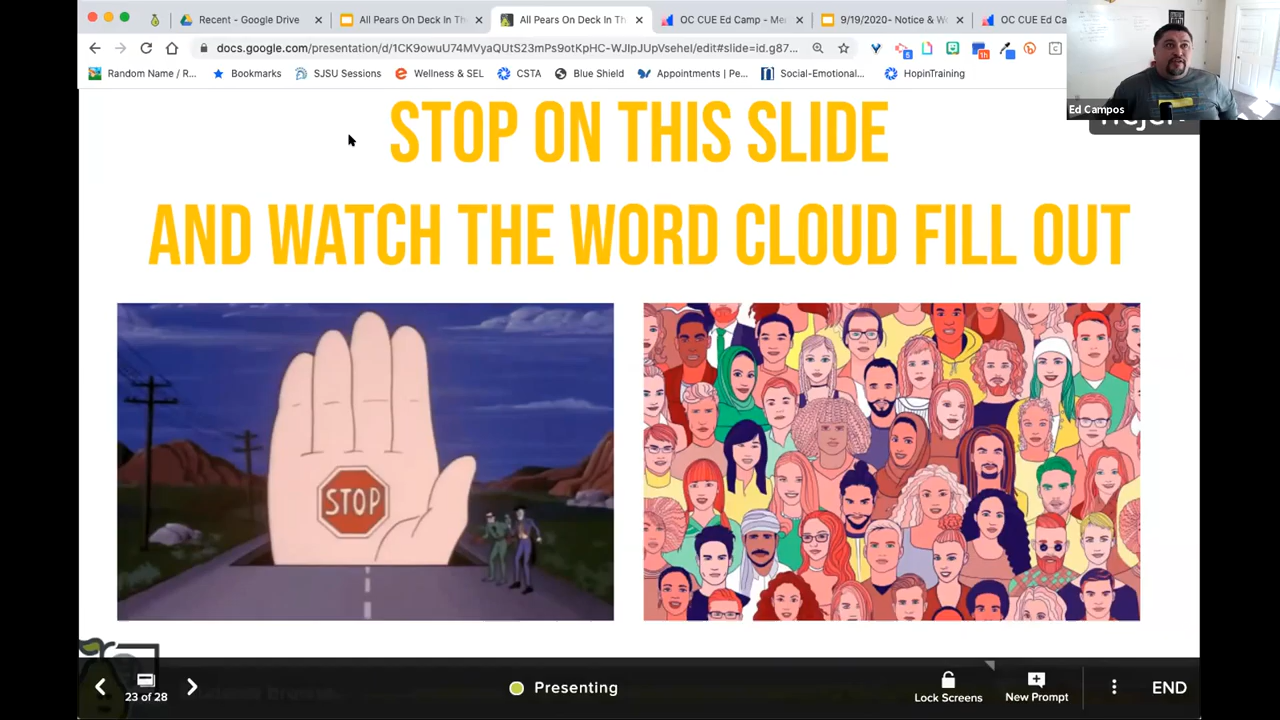 Recent - Google Drive
All Pears On Deck In Th
All Pears On Deck In Th
OC CUE Ed Camp - Me
9/19/2020- Notice & W
OC CUE Ed Ca
docs.google.com/presentation/d/1CK9owuU74MVyaQUtS23mPs9otKpHC-WJIpJUpVsehel/edit#slide=id.g87...
Random Name / R...
Bookmarks
SJSU Sessions
Wellness & SEL
CSTA
Blue Shield
Appointments | Pe...
Social-Emotional...
HopinTraining
Ed Campos
STOP ON THIS SLIDE
AND WATCH THE WORD CLOUD FILL OUT
STOP
23 of 28
Presenting
Lock Screens
New Prompt
END